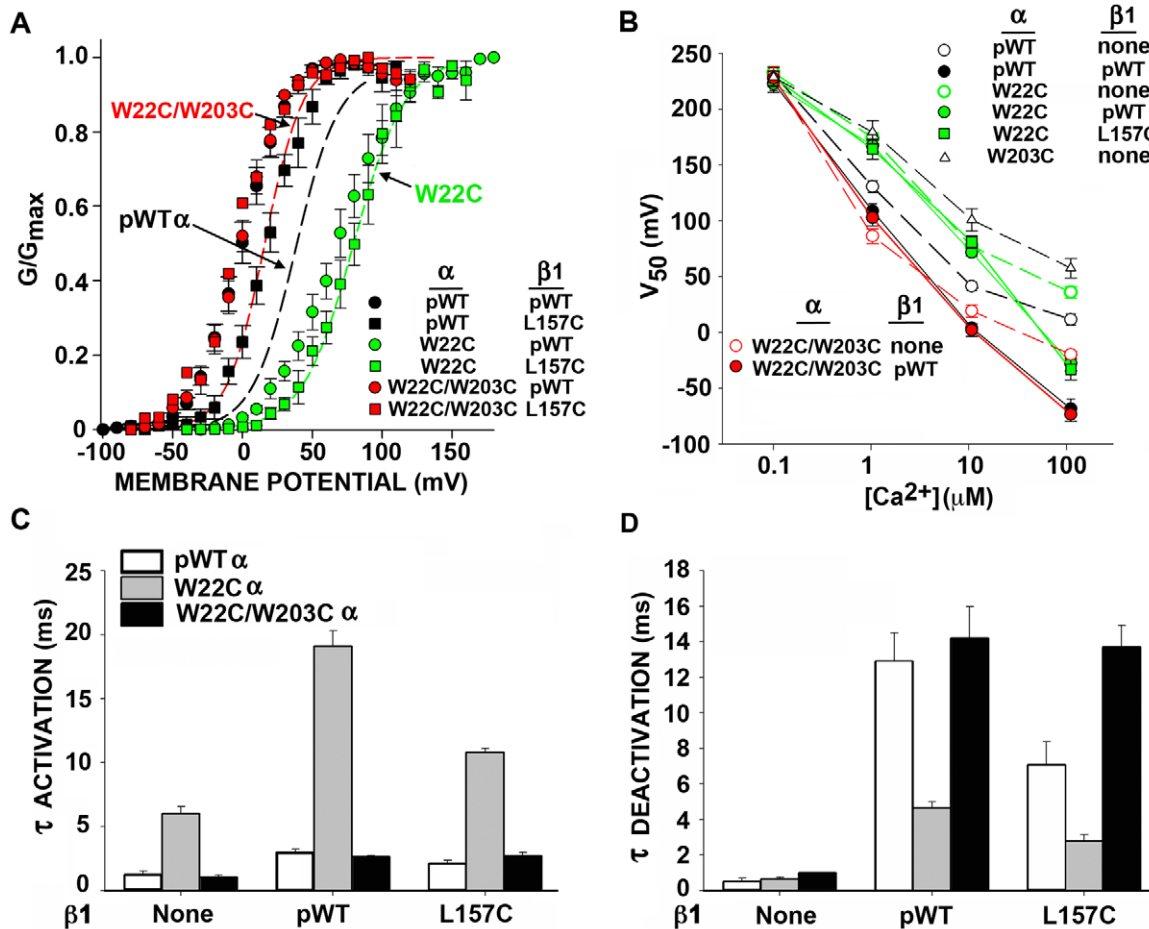 A
1.0
0.8
0.6
0.4
0.2
0
G/Gmax
W22C/W203C
pWTα
W22C
α β1
pWT pWT
pWT L157C
W22C pWT
W22C L157C
W22C/W203C pWT
W22C/W203C L157C
-100 -50 0 50 100 150
MEMBRANE POTENTIAL (mV)
B
250
200
150
100
50
0
-50
-100
V50 (mV)
α β1
pWT none
pWT pWT
W22C none
W22C pWT
W22C L157C
W203C none
α β1
W22C/W203C none
W22C/W203C pWT
0.1 1 10 100
[Ca2+](μM)
C
pWT α
W22C α
W22C/W203C α
25
20
15
10
5
0
τ ACTIVATION (ms)
β1 None pWT L157C
D
18
16
14
12
10
8
6
4
2
0
τ DEACTIVATION (ms)
β1 None pWT L157C